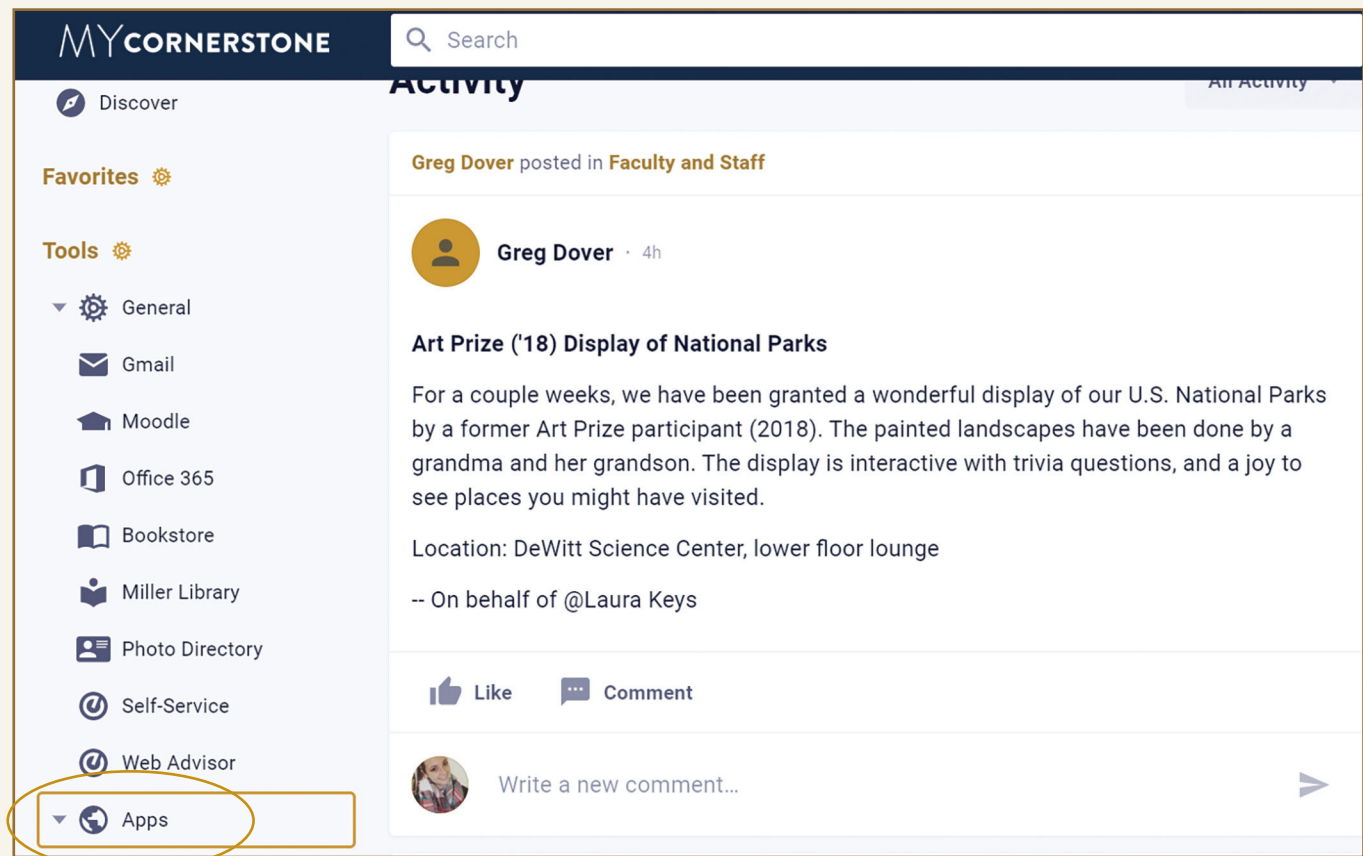 MYCORNERSTONE
Search
Discover
Favorites
Tools
General
Gmail
Moodle
Office 365
Bookstore
Miller Library
Photo Directory
Self-Service
Web Advisor
Apps
Activity
All Activity
Greg Dover posted in Faculty and Staff
Greg Dover · 4h
Art Prize ('18) Display of National Parks
For a couple weeks, we have been granted a wonderful display of our U.S. National Parks
by a former Art Prize participant (2018). The painted landscapes have been done by a
grandma and her grandson. The display is interactive with trivia questions, and a joy to
see places you might have visited.
Location: DeWitt Science Center, lower floor lounge
-- On behalf of @Laura Keys
Like
Comment
Write a new comment...